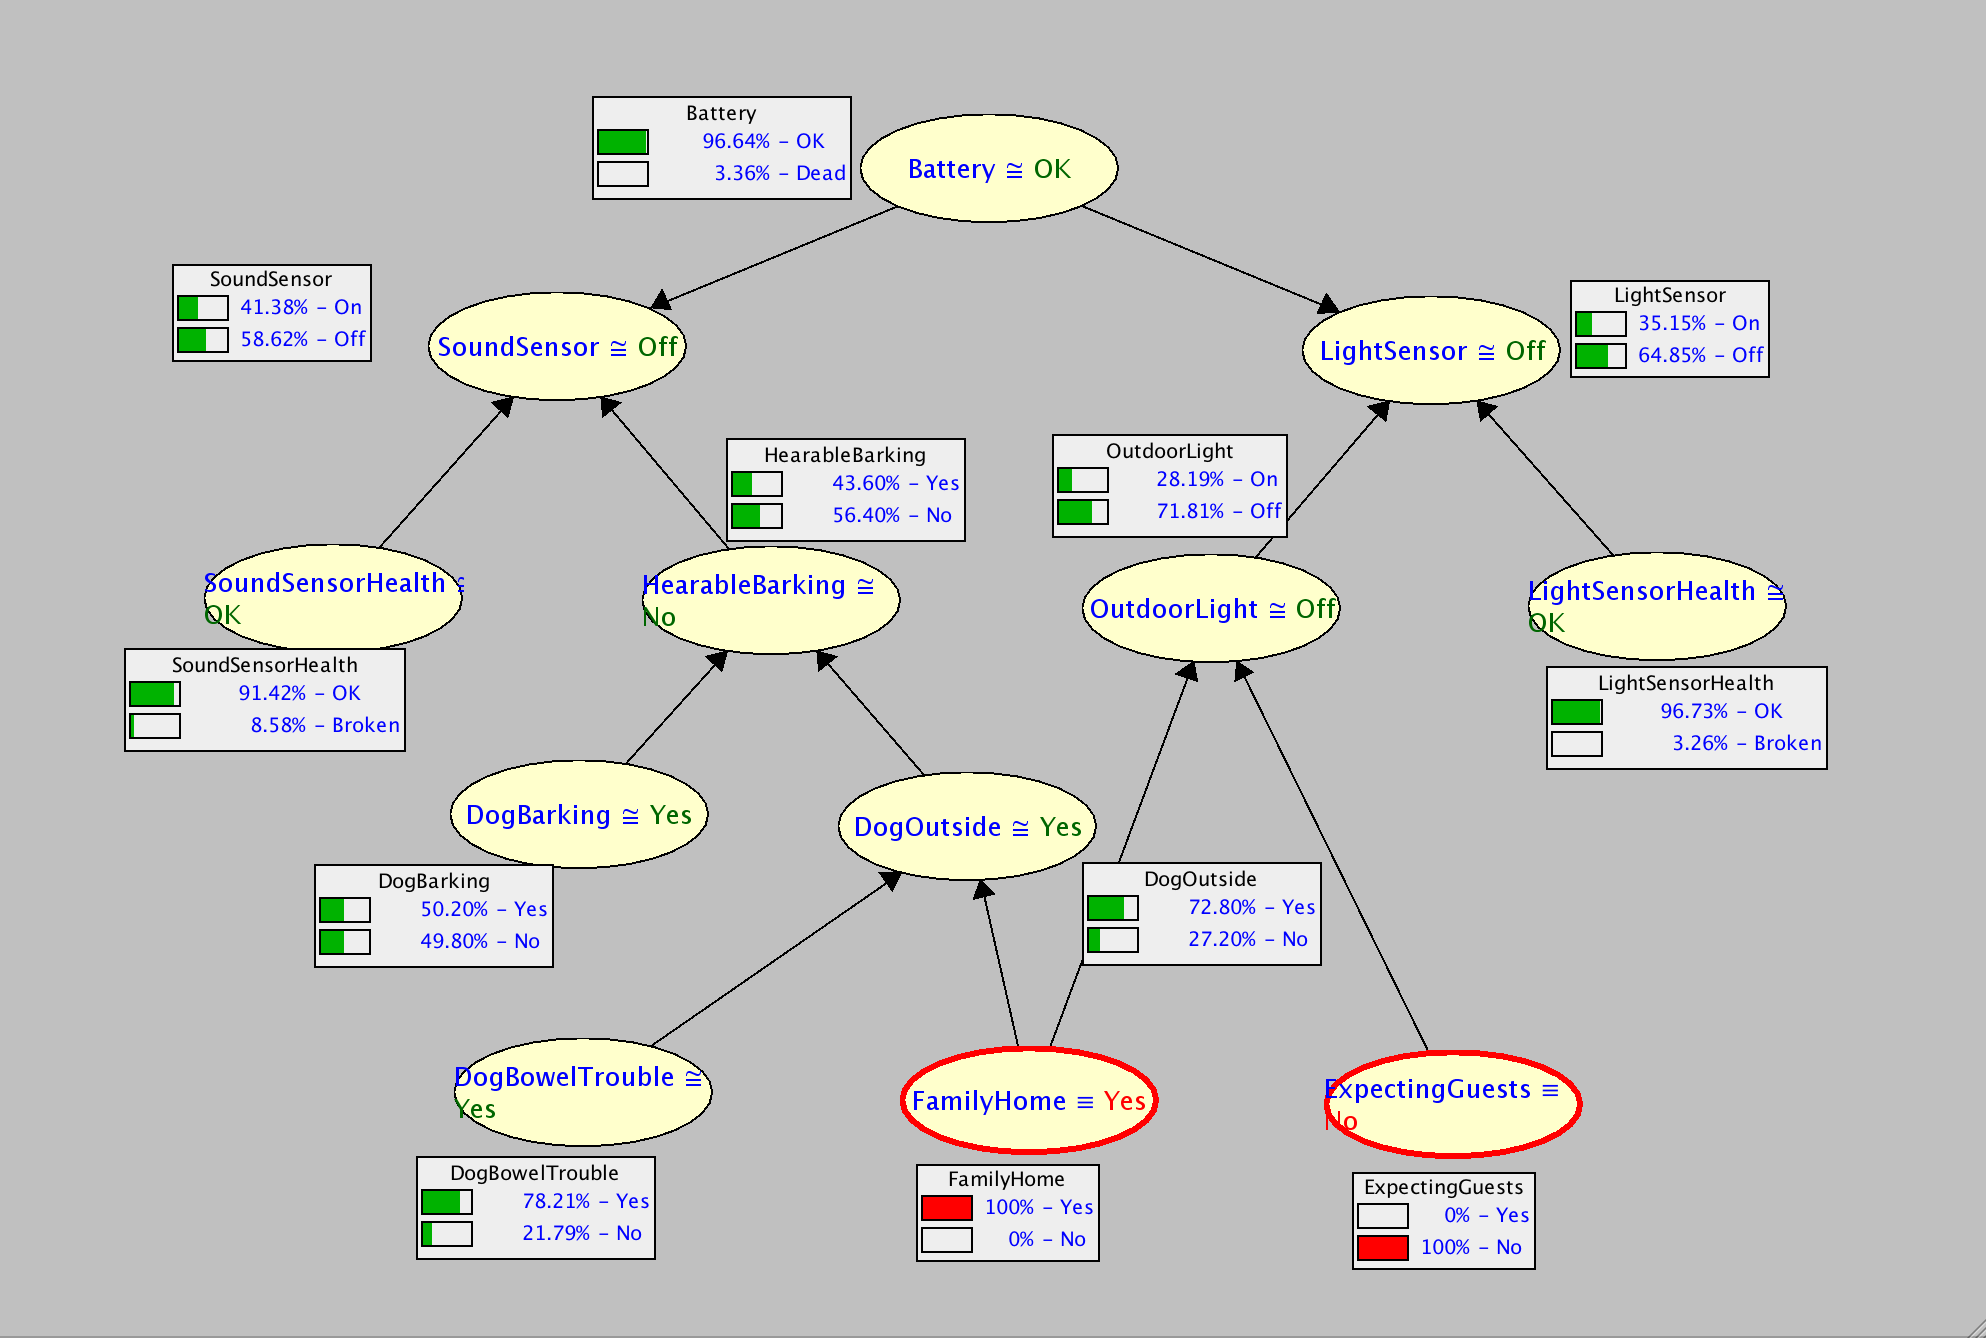 Battery
96.64% – OK
3.36% – Dead
Battery ≅ OK
SoundSensor
41.38% – On
58.62% – Off
SoundSensor ≅ Off
LightSensor ≅ Off
LightSensor
35.15% – On
64.85% – Off
HearableBarking
43.60% – Yes
56.40% – No
OutdoorLight
28.19% – On
71.81% – Off
SoundSensorHealth ≅
OK
HearableBarking ≅
No
OutdoorLight ≅ Off
LightSensorHealth ≅
OK
SoundSensorHealth
91.42% – OK
8.58% – Broken
LightSensorHealth
96.73% – OK
3.26% – Broken
DogBarking ≅ Yes
DogOutside ≅ Yes
DogBarking
50.20% – Yes
49.80% – No
DogOutside
72.80% – Yes
27.20% – No
DogBowelTrouble ≅
Yes
FamilyHome ≡ Yes
ExpectingGuests ≡
No
DogBowelTrouble
78.21% – Yes
21.79% – No
FamilyHome
100% – Yes
0% – No
ExpectingGuests
0% – Yes
100% – No